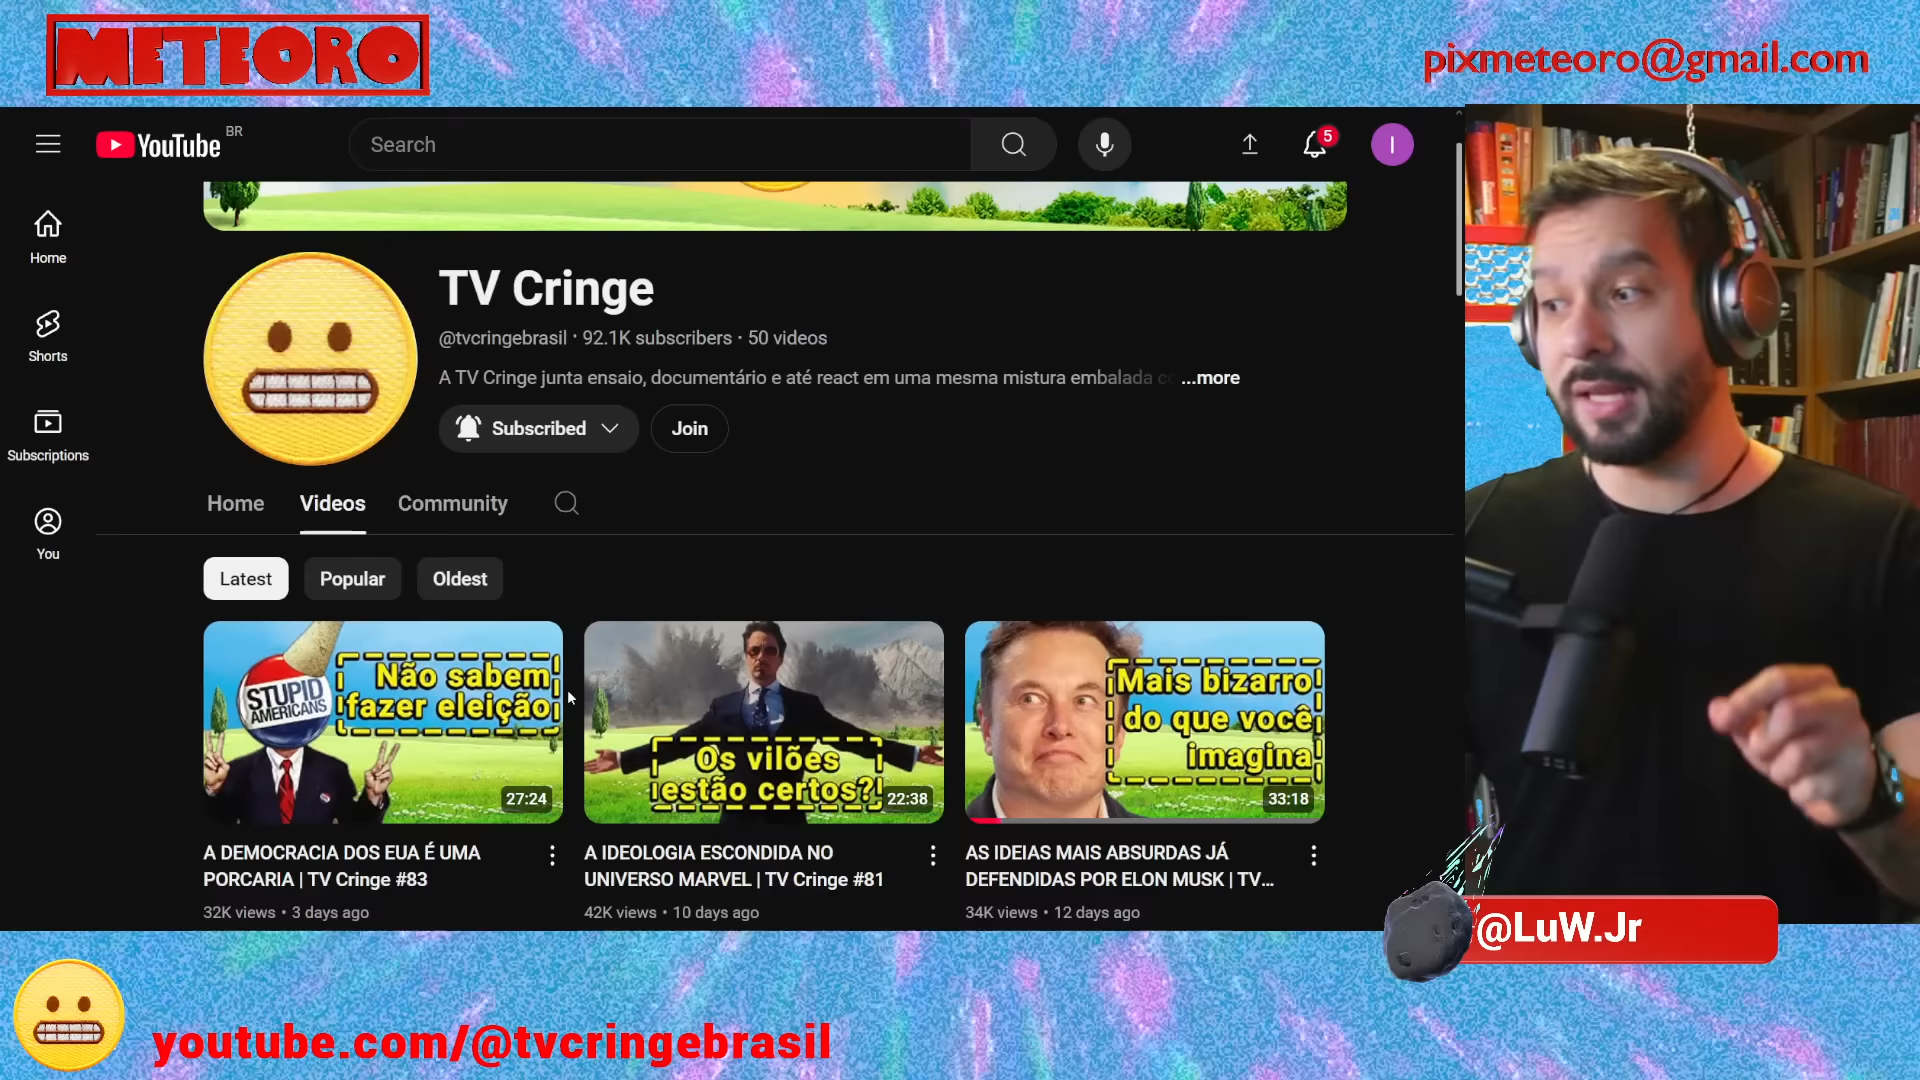 METEORO
pixmeteoro@gmail.com
YouTube
BR
Search
5
I
Home
Shorts
Subscriptions
You
TV Cringe
@tvcringebrasil · 92.1K subscribers · 50 videos
A TV Cringe junta ensaio, documentário e até react em uma mesma mistura embalada ...more
Subscribed
Join
Home
Videos
Community
Latest
Popular
Oldest
STUPID
AMERICANS
Não sabem
fazer eleição
27:24
Os vilões
estão certos?
22:38
Mais bizarro
do que você
imagina
33:18
A DEMOCRACIA DOS EUA É UMA
PORCARIA | TV Cringe #83
32K views · 3 days ago
A IDEOLOGIA ESCONDIDA NO
UNIVERSO MARVEL | TV Cringe #81
42K views · 10 days ago
AS IDEIAS MAIS ABSURDAS JÁ
DEFENDIDAS POR ELON MUSK | TV...
34K views · 12 days ago
@LuW.Jr
youtube.com/@tvcringebrasil